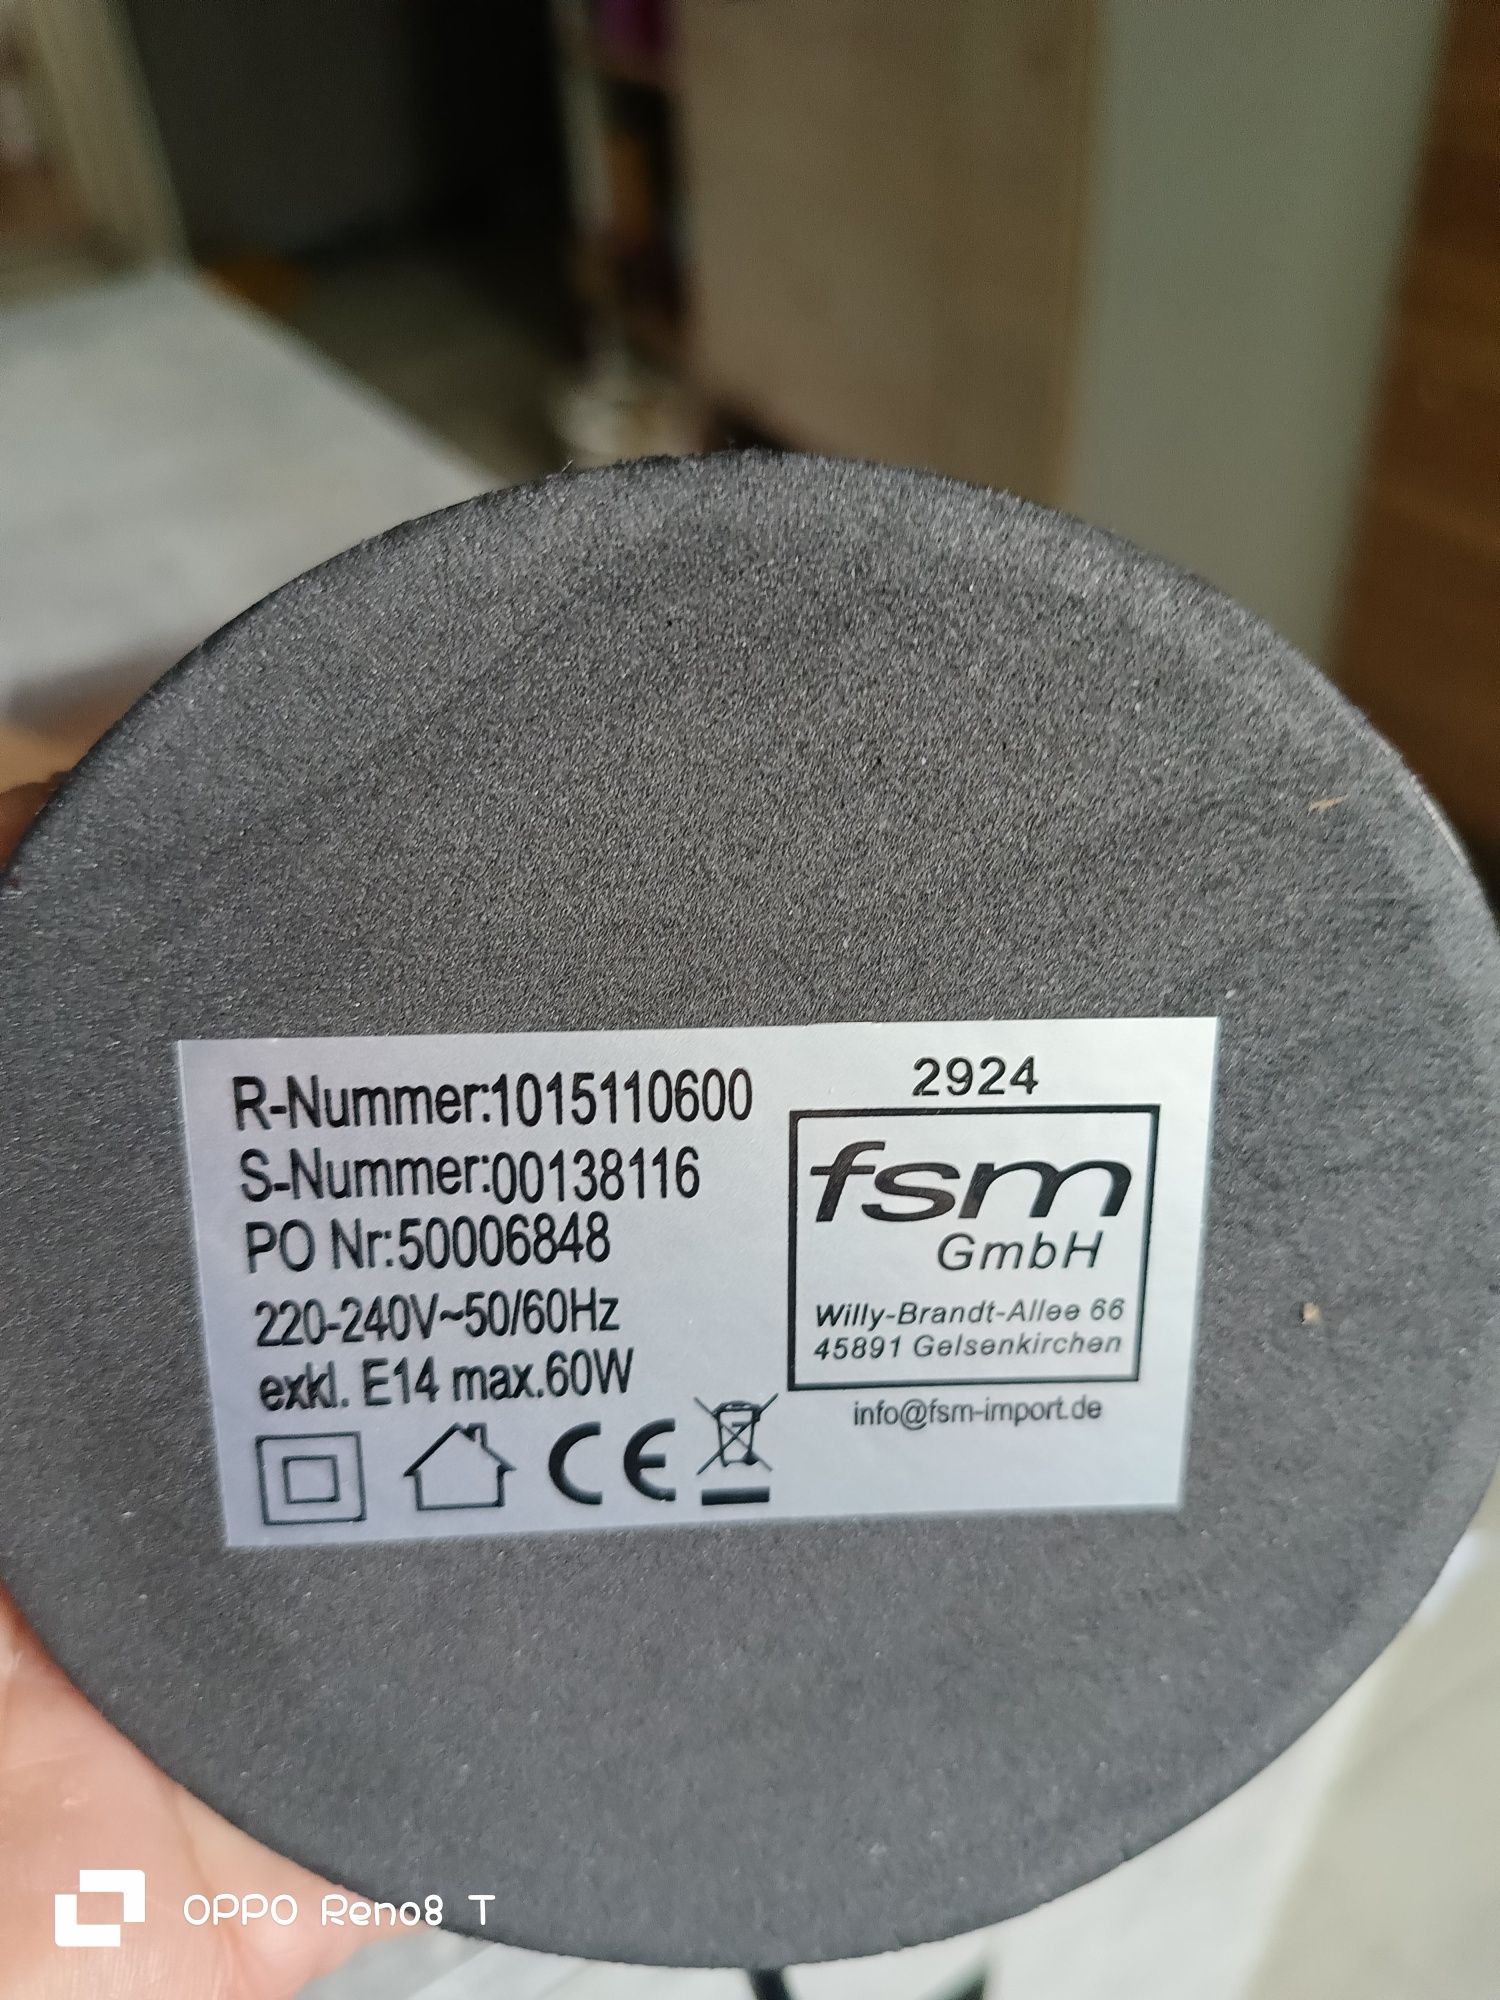 R-Nummer:1015110600
S-Nummer:00138116
PO Nr:50006848
220-240V~50/60Hz
exkl. E14 max.60W
CE
2924
fsm
GmbH
Willy-Brandt-Allee 66
45891 Gelsenkirchen
info@fsm-import.de
OPPO Reno8 T